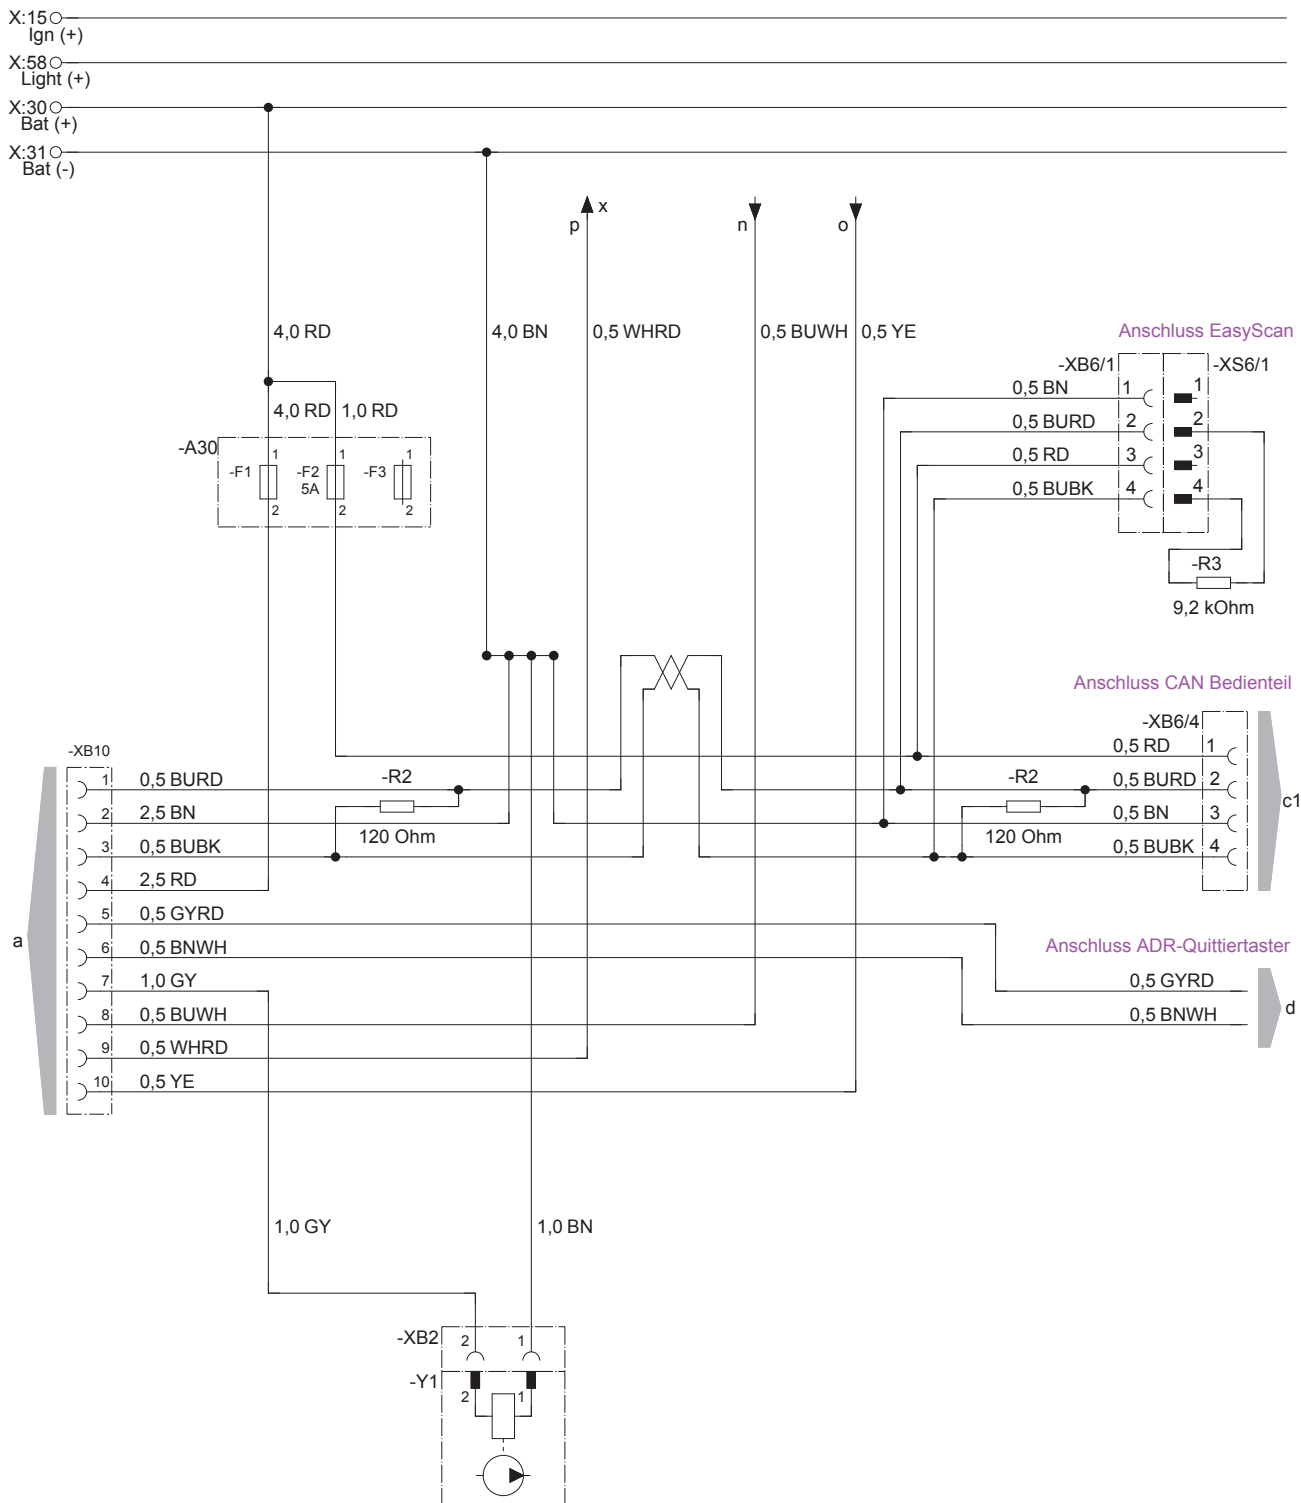 X:15
Ign (+)
X:58
Light (+)
X:30
Bat (+)
X:31
Bat (-)
x
p
n
o
4,0 RD
4,0 BN
0,5 WHRD
0,5 BUWH
0,5 YE
Anschluss EasyScan
-XB6/1
-XS6/1
0,5 BN
1
1
0,5 BURD
2
2
0,5 RD
3
3
0,5 BUBK
4
4
-R3
9,2 kOhm
4,0 RD
1,0 RD
-A30
1
1
1
-F1
-F2
5A
-F3
2
2
2
Anschluss CAN Bedienteil
-XB6/4
0,5 RD
1
0,5 BURD
2
0,5 BN
3
0,5 BUBK
4
c1
-R2
120 Ohm
-R2
120 Ohm
-XB10
1
0,5 BURD
2
2,5 BN
3
0,5 BUBK
4
2,5 RD
5
0,5 GYRD
6
0,5 BNWH
7
1,0 GY
8
0,5 BUWH
9
0,5 WHRD
10
0,5 YE
a
Anschluss ADR-Quittiertaster
0,5 GYRD
0,5 BNWH
d
1,0 GY
1,0 BN
-XB2
2
1
-Y1
2
1